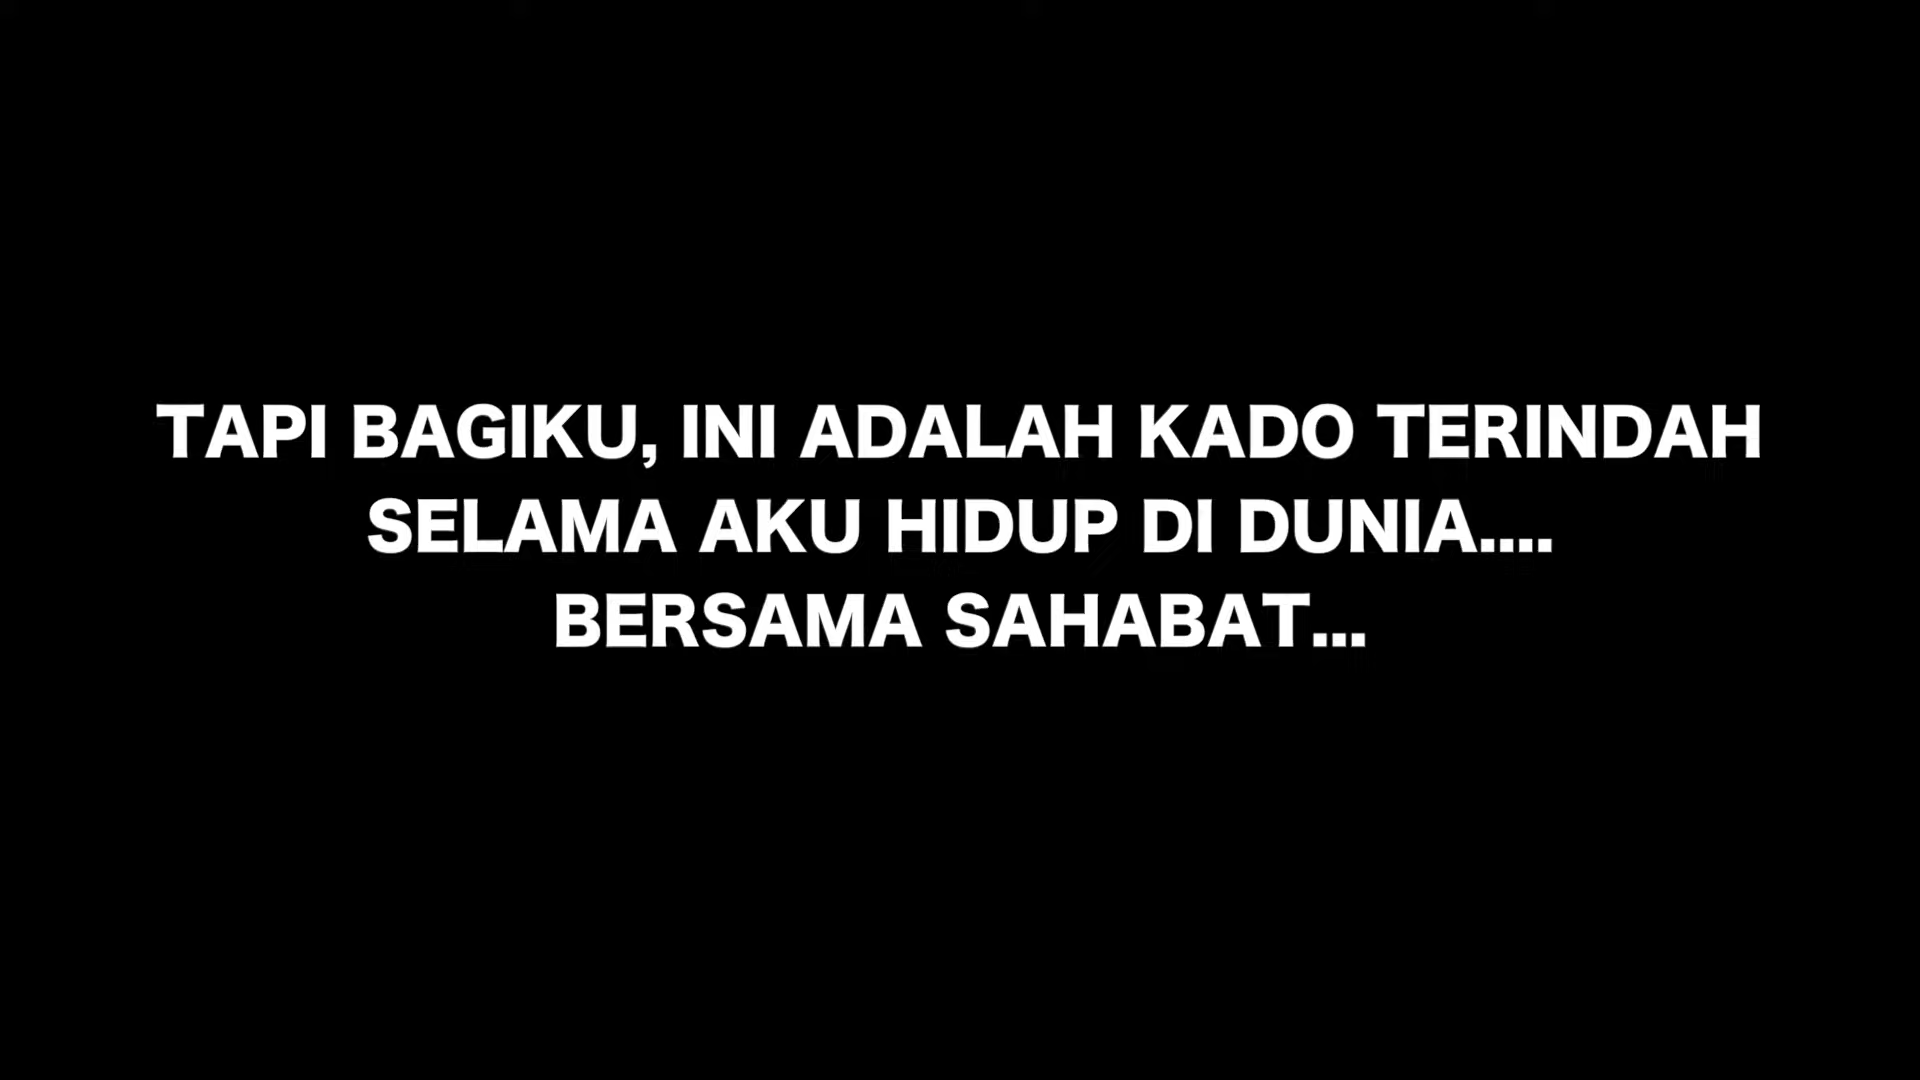 TAPI BAGIKU, INI ADALAH KADO TERINDAH
SELAMA AKU HIDUP DI DUNIA....
BERSAMA SAHABAT...